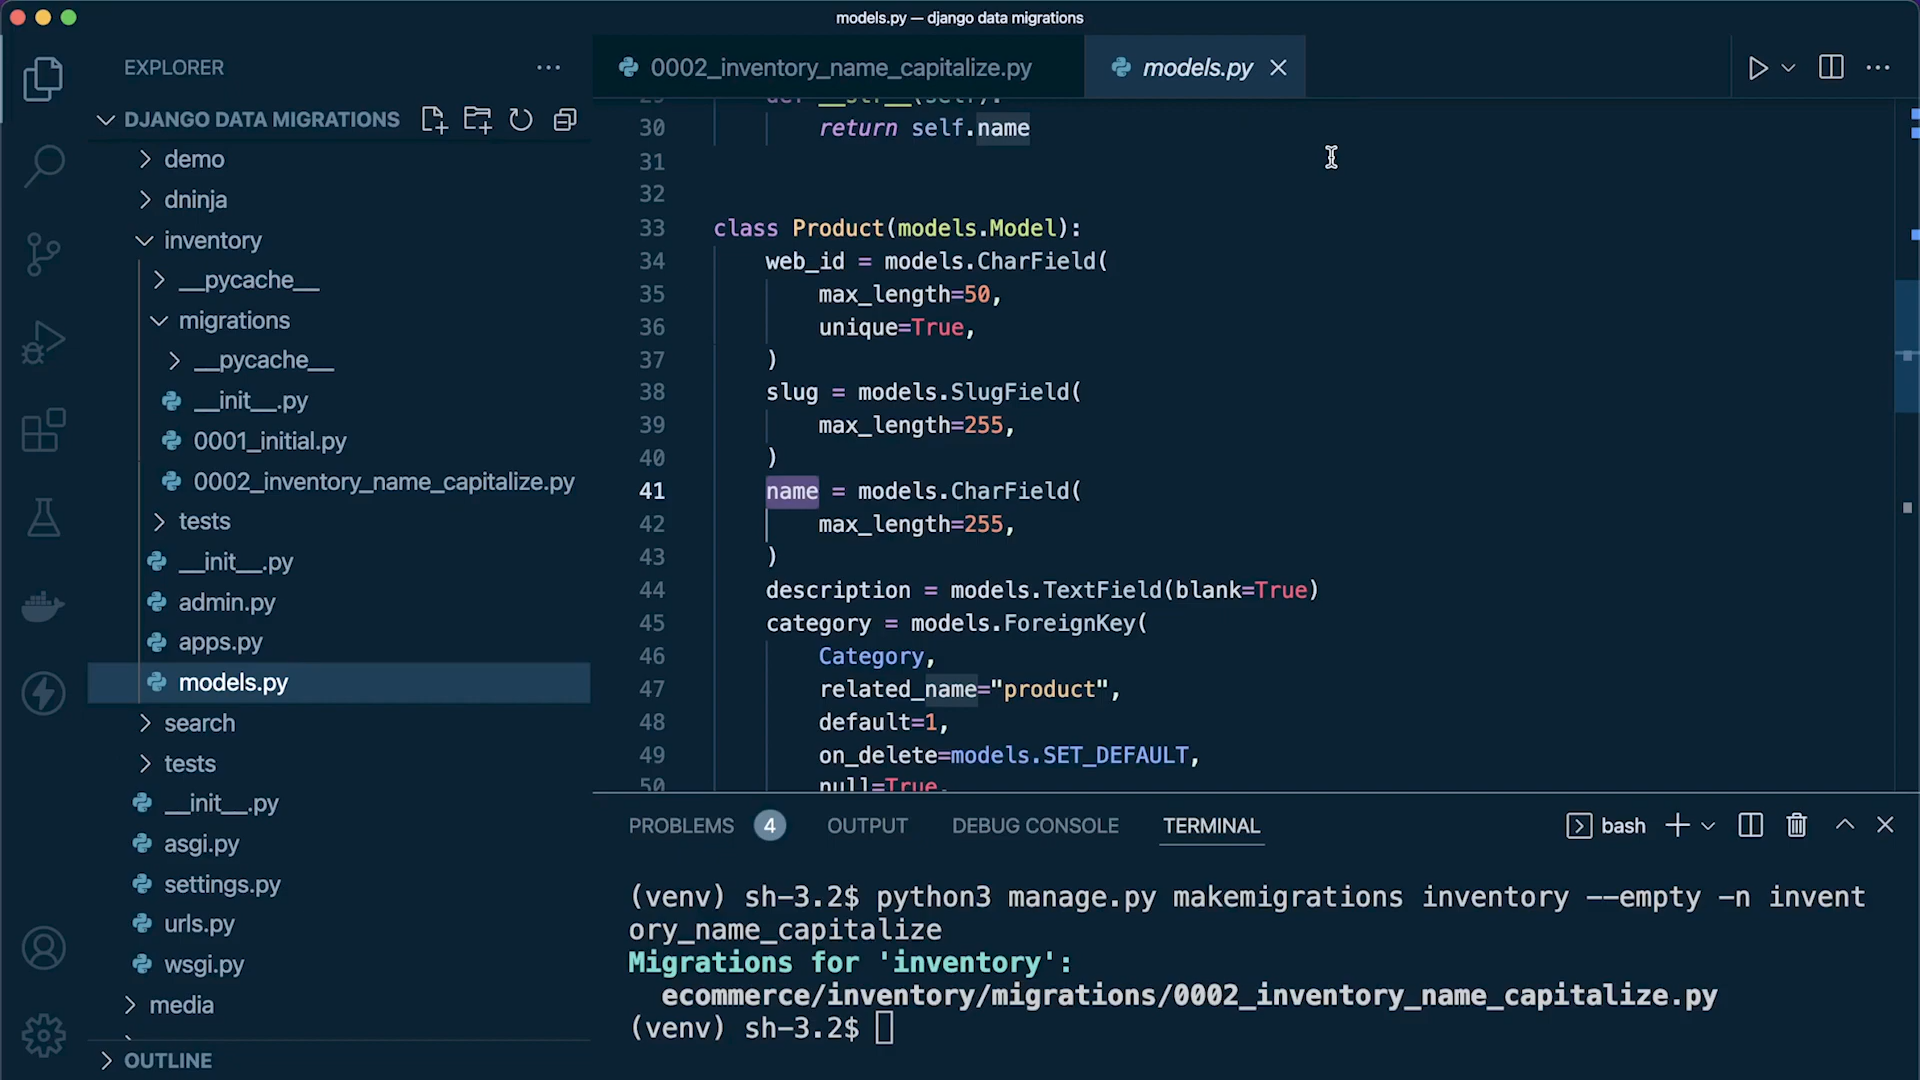 models.py — django data migrations
EXPLORER
DJANGO DATA MIGRATIONS
demo
dninja
inventory
__pycache__
migrations
__pycache__
__init__.py
0001_initial.py
0002_inventory_name_capitalize.py
tests
__init__.py
admin.py
apps.py
models.py
search
tests
__init__.py
asgi.py
settings.py
urls.py
wsgi.py
media
OUTLINE
0002_inventory_name_capitalize.py
models.py
29 def __str__(self):
30 return self.name
31
32
33 class Product(models.Model):
34 web_id = models.CharField(
35 max_length=50,
36 unique=True,
37 )
38 slug = models.SlugField(
39 max_length=255,
40 )
41 name = models.CharField(
42 max_length=255,
43 )
44 description = models.TextField(blank=True)
45 category = models.ForeignKey(
46 Category,
47 related_name="product",
48 default=1,
49 on_delete=models.SET_DEFAULT,
50 null=True,
PROBLEMS 4 OUTPUT DEBUG CONSOLE TERMINAL bash
(venv) sh-3.2$ python3 manage.py makemigrations inventory --empty -n invent
ory_name_capitalize
Migrations for 'inventory':
ecommerce/inventory/migrations/0002_inventory_name_capitalize.py
(venv) sh-3.2$